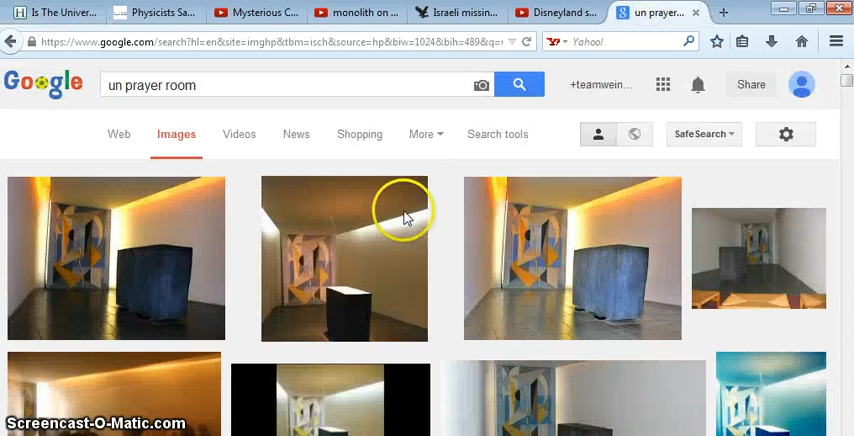 Is The Univer...
Physicists Sa...
Mysterious C...
monolith on ...
Israeli missin...
Disneyland s...
un prayer...
https://www.google.com/search?hl=en&site=imghp&tbm=isch&source=hp&biw=1024&bih=489&q=
Yahoo!
Google
un prayer room
+teamwein...
Share
Web
Images
Videos
News
Shopping
More
Search tools
SafeSearch
Screencast-O-Matic.com